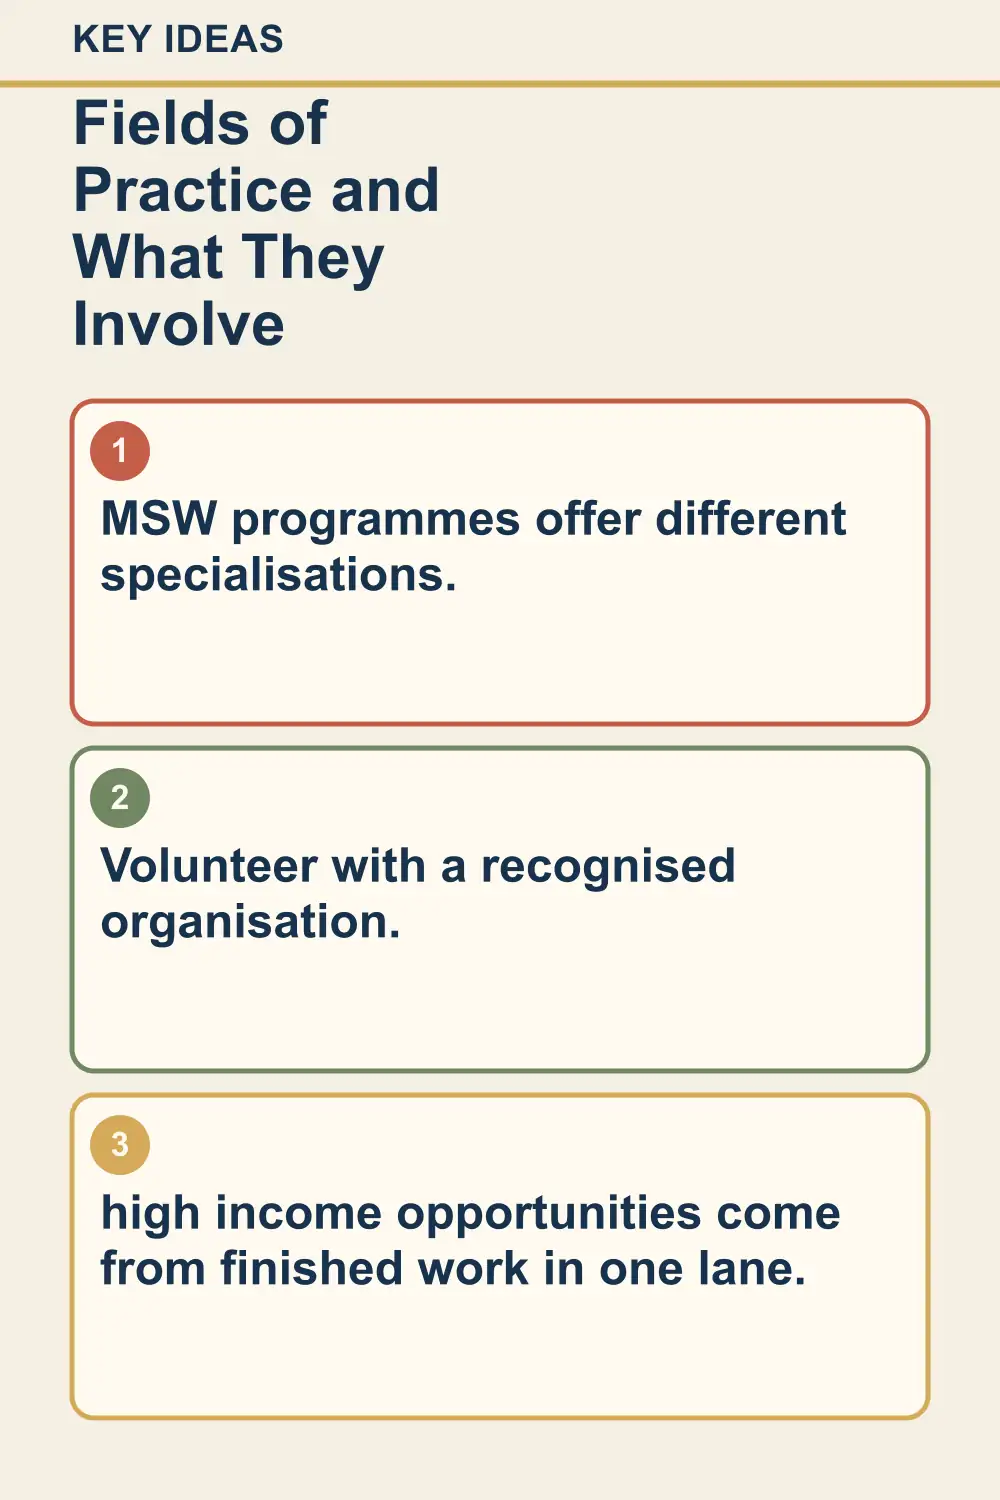 KEY IDEAS
Fields of
Practice and
What They
Involve
1
MSW programmes offer different
specialisations.
2
Volunteer with a recognised
organisation.
3
high income opportunities come
from finished work in one lane.